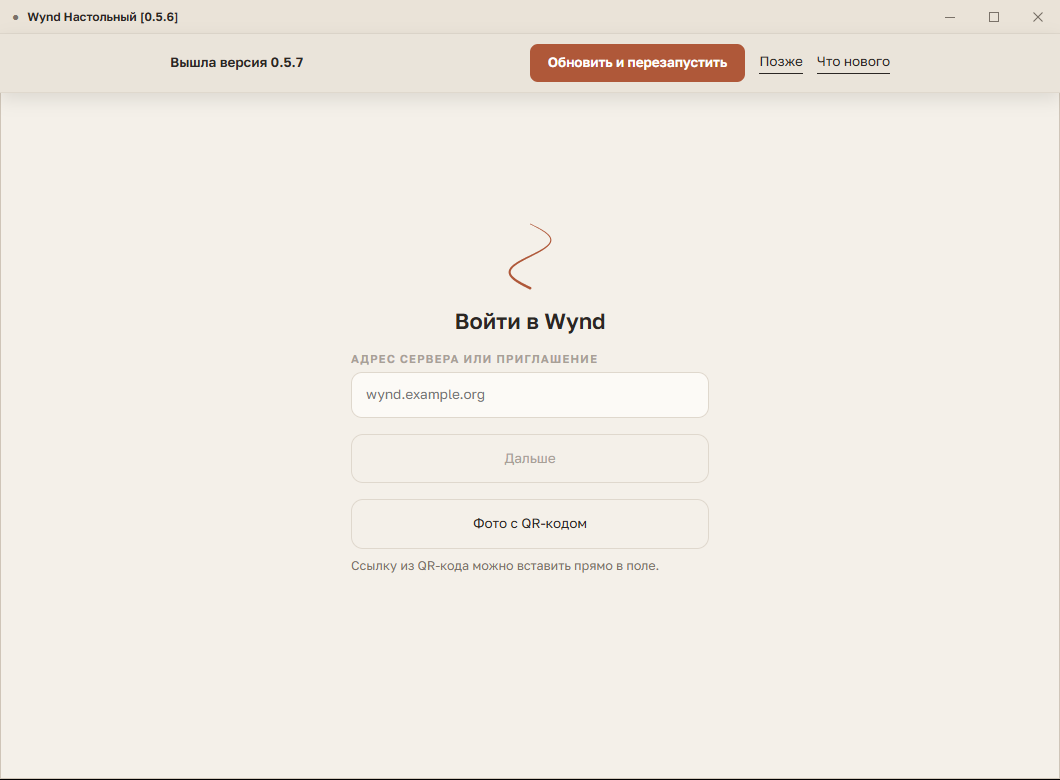 Wynd Настольный [0.5.6]
Вышла версия 0.5.7
Обновить и перезапустить
Позже
Что нового
Войти в Wynd
АДРЕС СЕРВЕРА ИЛИ ПРИГЛАШЕНИЕ
wynd.example.org
Дальше
Фото с QR-кодом
Ссылку из QR-кода можно вставить прямо в поле.